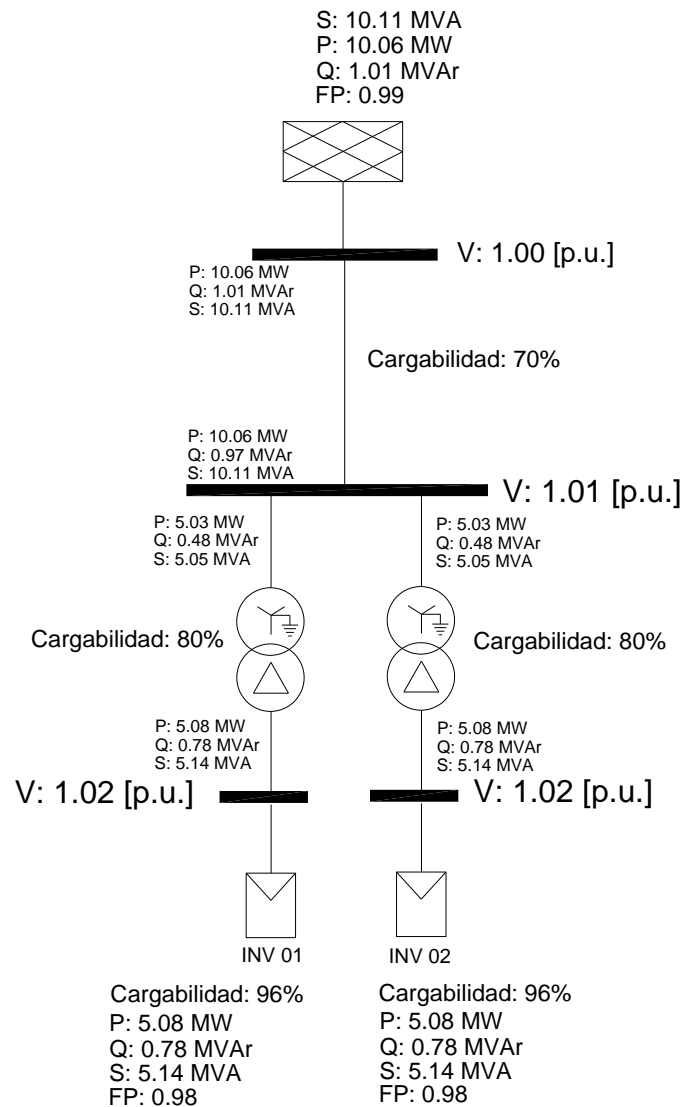 S: 10.11 MVA
P: 10.06 MW
Q: 1.01 MVAr
FP: 0.99
V: 1.00 [p.u.]
P: 10.06 MW
Q: 1.01 MVAr
S: 10.11 MVA
Cargabilidad: 70%
P: 10.06 MW
Q: 0.97 MVAr
S: 10.11 MVA
V: 1.01 [p.u.]
P: 5.03 MW
Q: 0.48 MVAr
S: 5.05 MVA
P: 5.03 MW
Q: 0.48 MVAr
S: 5.05 MVA
Cargabilidad: 80%
Cargabilidad: 80%
P: 5.08 MW
Q: 0.78 MVAr
S: 5.14 MVA
P: 5.08 MW
Q: 0.78 MVAr
S: 5.14 MVA
V: 1.02 [p.u.]
V: 1.02 [p.u.]
INV 01
INV 02
Cargabilidad: 96%
P: 5.08 MW
Q: 0.78 MVAr
S: 5.14 MVA
FP: 0.98
Cargabilidad: 96%
P: 5.08 MW
Q: 0.78 MVAr
S: 5.14 MVA
FP: 0.98